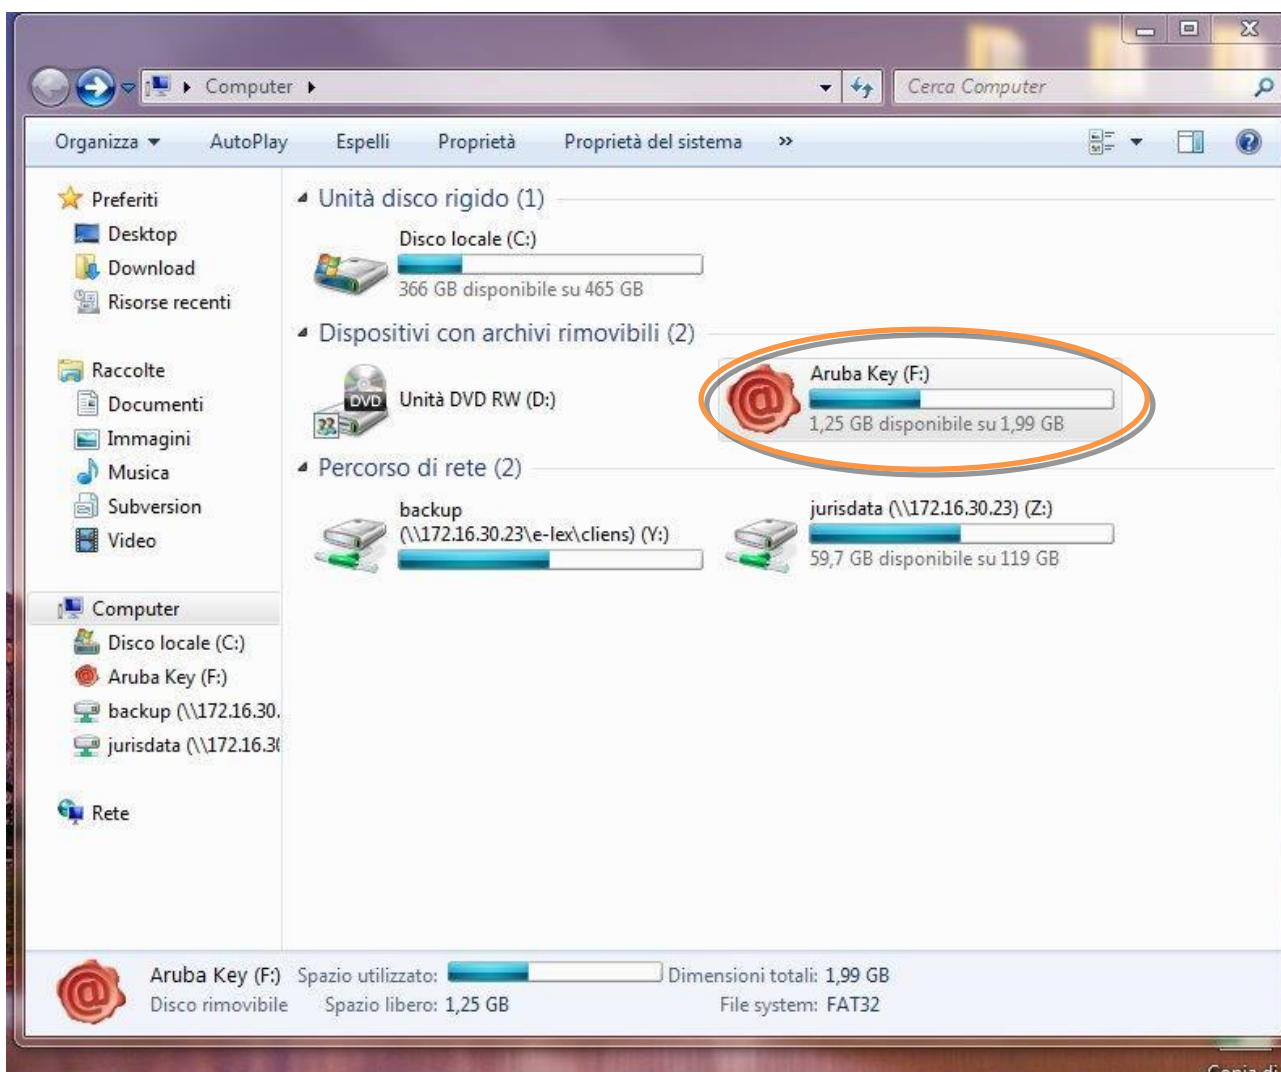 Computer
Cerca Computer
Organizza
AutoPlay
Espelli
Proprietà
Proprietà del sistema
»
Preferiti
Desktop
Download
Risorse recenti
Raccolte
Documenti
Immagini
Musica
Subversion
Video
Computer
Disco locale (C:)
Aruba Key (F:)
backup (\\172.16.30.
jurisdata (\\172.16.30
Rete
Unità disco rigido (1)
Disco locale (C:)
366 GB disponibile su 465 GB
Dispositivi con archivi rimovibili (2)
DVD
Unità DVD RW (D:)
@
Aruba Key (F:)
1,25 GB disponibile su 1,99 GB
Percorso di rete (2)
backup
(\\172.16.30.23\e-lex\cliens) (Y:)
jurisdata (\\172.16.30.23) (Z:)
59,7 GB disponibile su 119 GB
@
Aruba Key (F:) Spazio utilizzato: Dimensioni totali: 1,99 GB
Disco rimovibile Spazio libero: 1,25 GB File system: FAT32